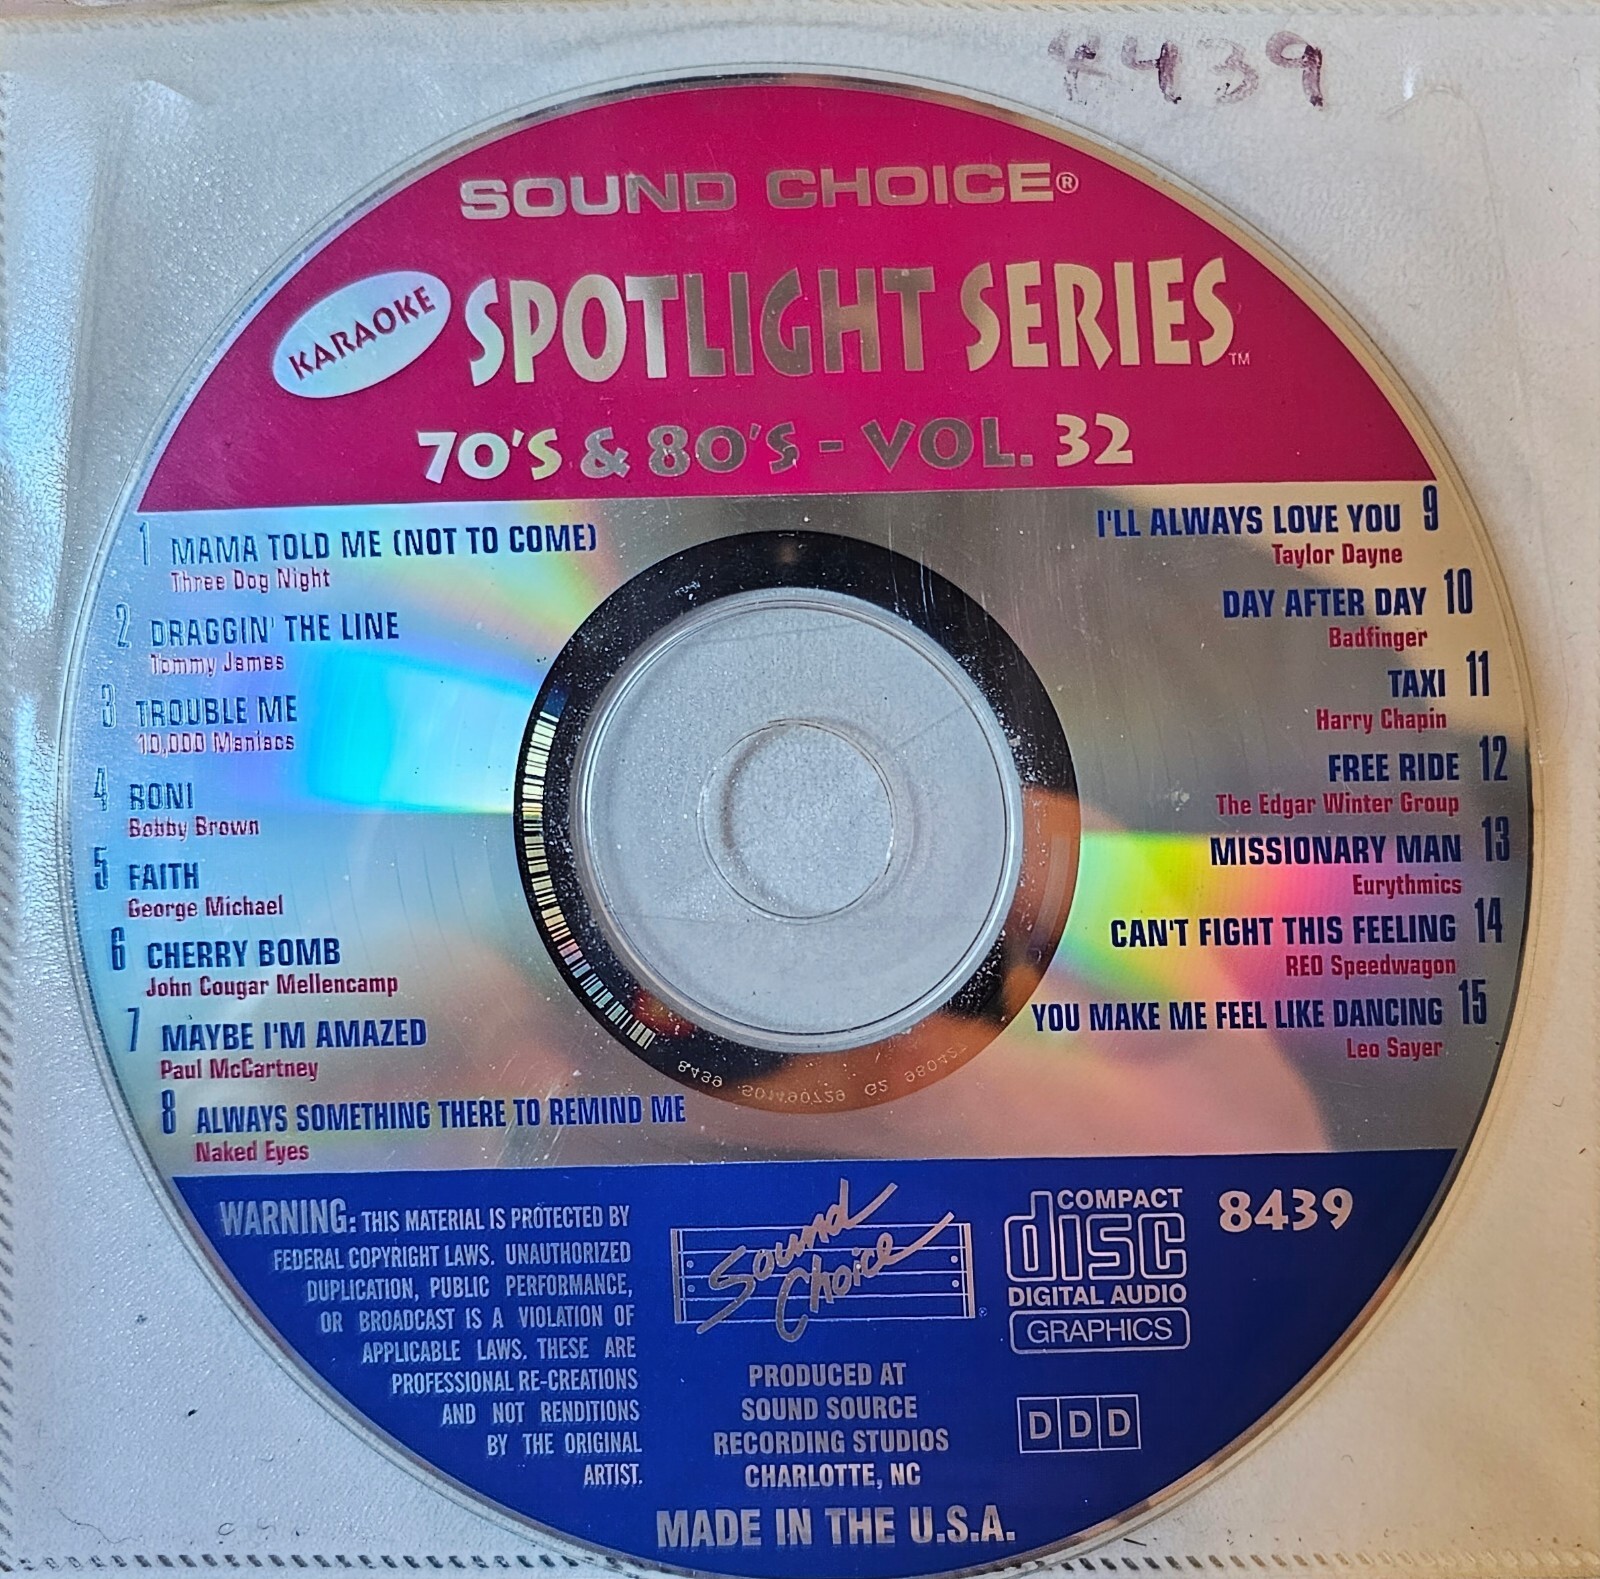 4439
SOUND CHOICE®
KARAOKE
SPOTLIGHT SERIES™
70'S & 80'S - VOL. 32
1 MAMA TOLD ME (NOT TO COME)
Three Dog Night
2 DRAGGIN' THE LINE
Tommy James
3 TROUBLE ME
10,000 Maniacs
4 RONI
Bobby Brown
5 FAITH
George Michael
6 CHERRY BOMB
John Cougar Mellencamp
7 MAYBE I'M AMAZED
Paul McCartney
8 ALWAYS SOMETHING THERE TO REMIND ME
Naked Eyes
I'LL ALWAYS LOVE YOU 9
Taylor Dayne
DAY AFTER DAY 10
Badfinger
TAXI 11
Harry Chapin
FREE RIDE 12
The Edgar Winter Group
MISSIONARY MAN 13
Eurythmics
CAN'T FIGHT THIS FEELING 14
REO Speedwagon
YOU MAKE ME FEEL LIKE DANCING 15
Leo Sayer
8439 S01490729 G2 980427
WARNING: THIS MATERIAL IS PROTECTED BY
FEDERAL COPYRIGHT LAWS. UNAUTHORIZED
DUPLICATION, PUBLIC PERFORMANCE,
OR BROADCAST IS A VIOLATION OF
APPLICABLE LAWS. THESE ARE
PROFESSIONAL RE-CREATIONS
AND NOT RENDITIONS
BY THE ORIGINAL
ARTIST.
Sound
Choice®
PRODUCED AT
SOUND SOURCE
RECORDING STUDIOS
CHARLOTTE, NC
COMPACT
disc
DIGITAL AUDIO
GRAPHICS
8439
DDD
MADE IN THE U.S.A.